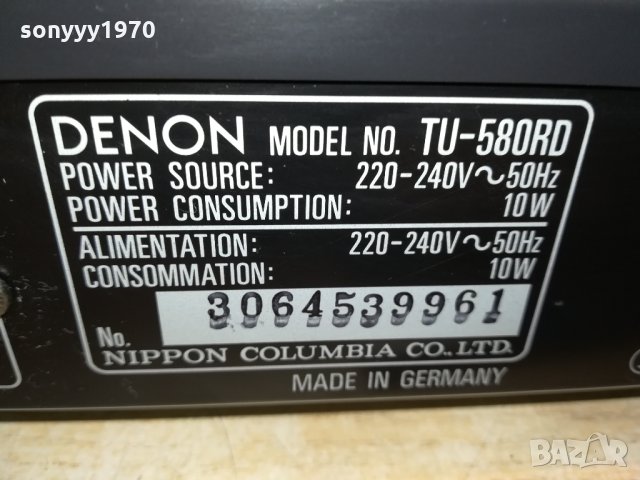 sonyyy1970
DENON MODEL NO. TU-580RD
POWER SOURCE: 220-240V~50Hz
POWER CONSUMPTION: 10W
ALIMENTATION: 220-240V~50Hz
CONSOMMATION: 10W
No. 3064539961
NIPPON COLUMBIA CO., LTD.
MADE IN GERMANY
BAZAR